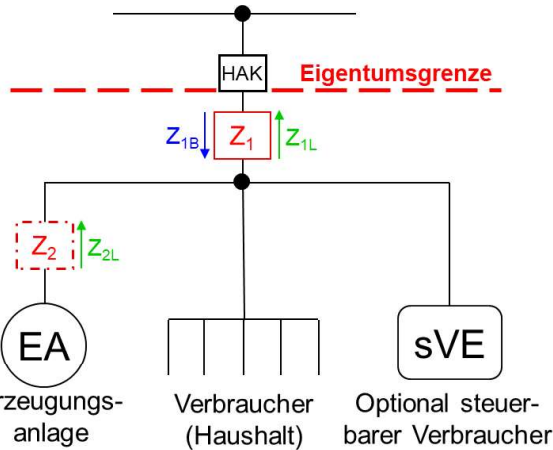 HAK
Eigentumsgrenze
Z1B
Z1
Z1L
Z2
Z2L
EA
sVE
rzeugungs-
anlage
Verbraucher
(Haushalt)
Optional steuer-
barer Verbraucher